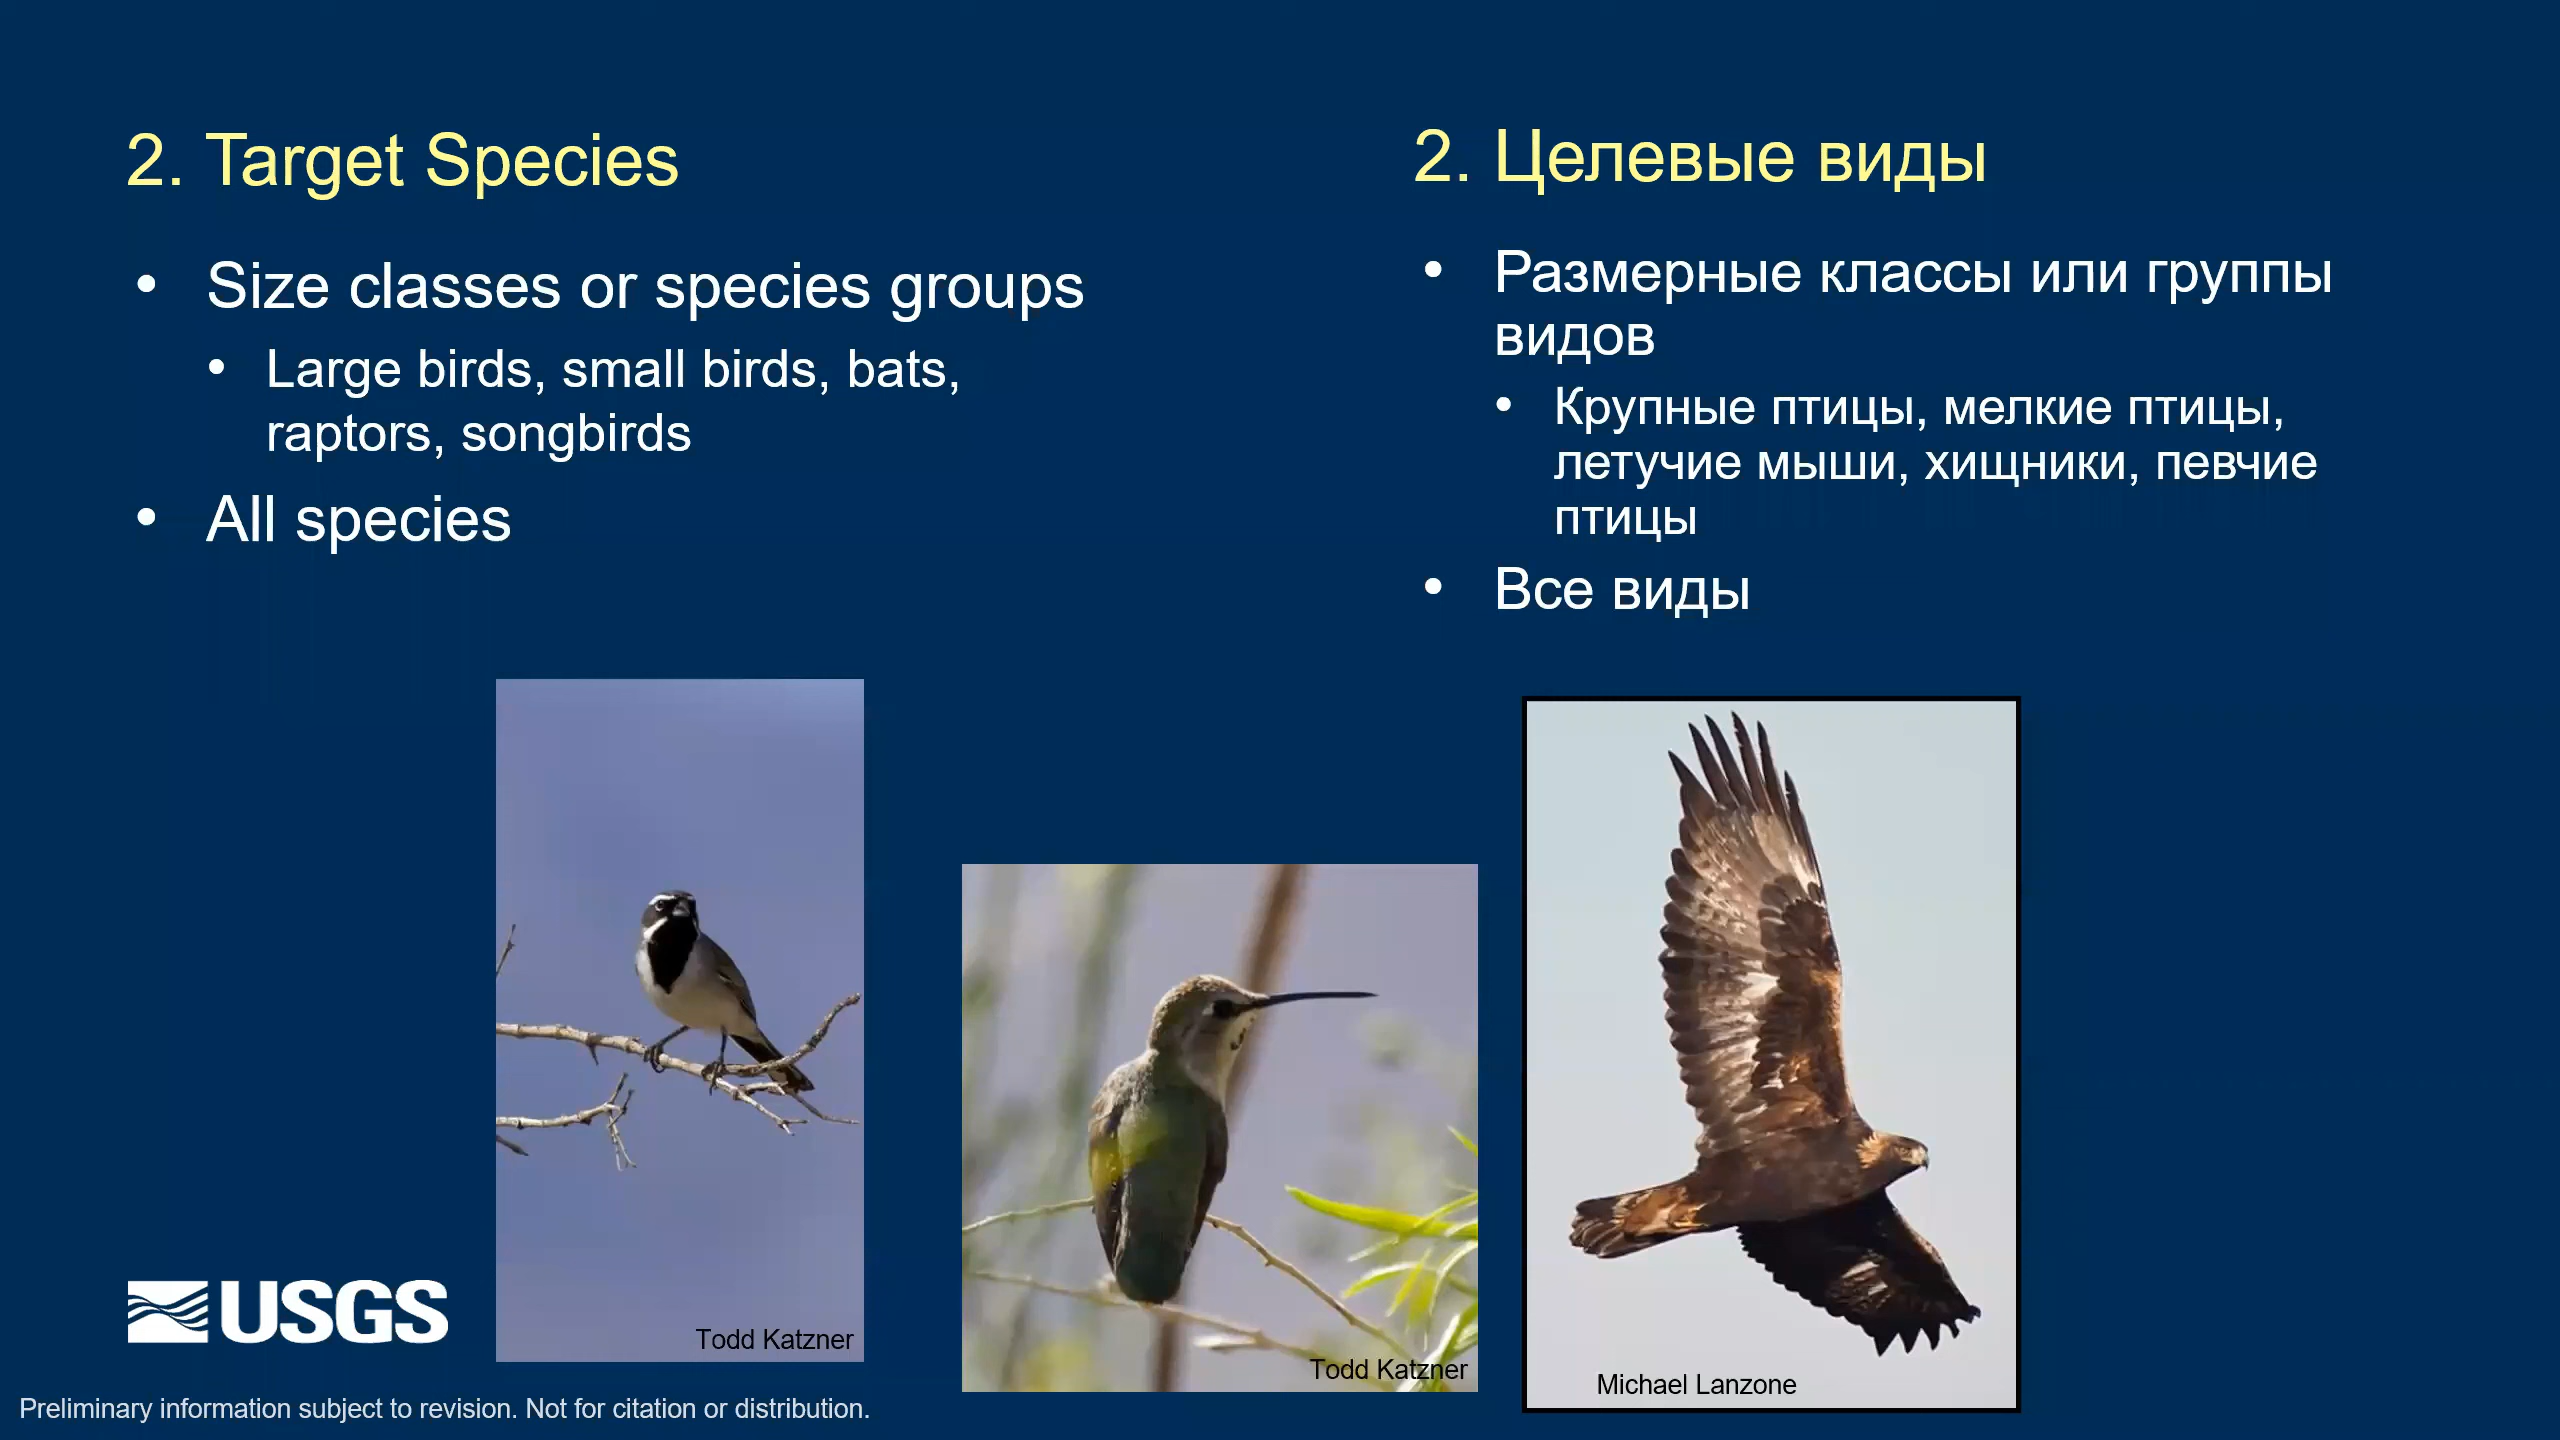 2. Target Species
• Size classes or species groups
• Large birds, small birds, bats,
raptors, songbirds
• All species
2. Целевые виды
• Размерные классы или группы
видов
• Крупные птицы, мелкие птицы,
летучие мыши, хищники, певчие
птицы
• Все виды
Todd Katzner
Todd Katzner
Michael Lanzone
USGS
Preliminary information subject to revision. Not for citation or distribution.